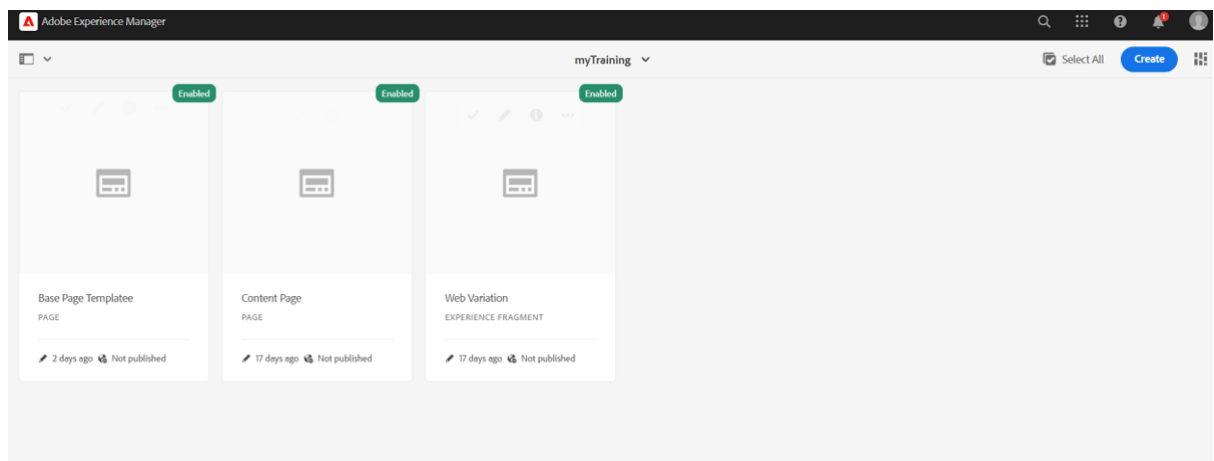 Adobe Experience Manager
1
myTraining
Select All
Create
Enabled
Enabled
Enabled
Base Page Templatee
PAGE
2 days ago Not published
Content Page
PAGE
17 days ago Not published
Web Variation
EXPERIENCE FRAGMENT
17 days ago Not published